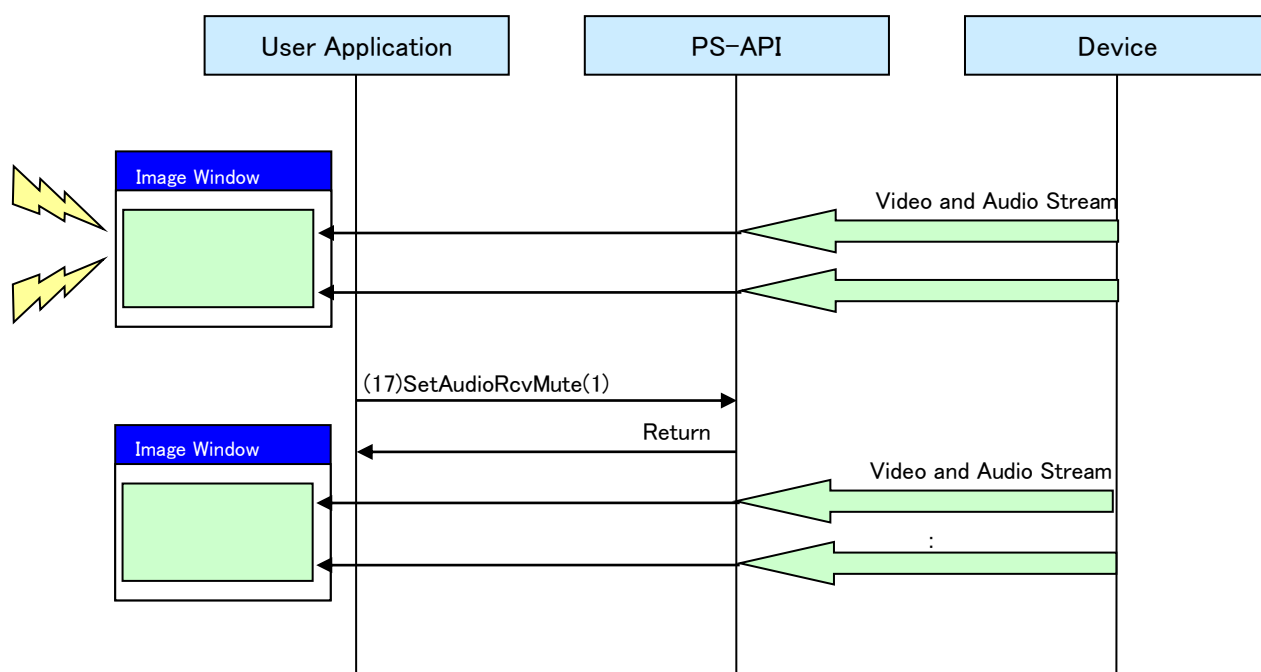 User Application
PS-API
Device
Image Window
Video and Audio Stream
(17)SetAudioRcvMute(1)
Return
Image Window
Video and Audio Stream
: